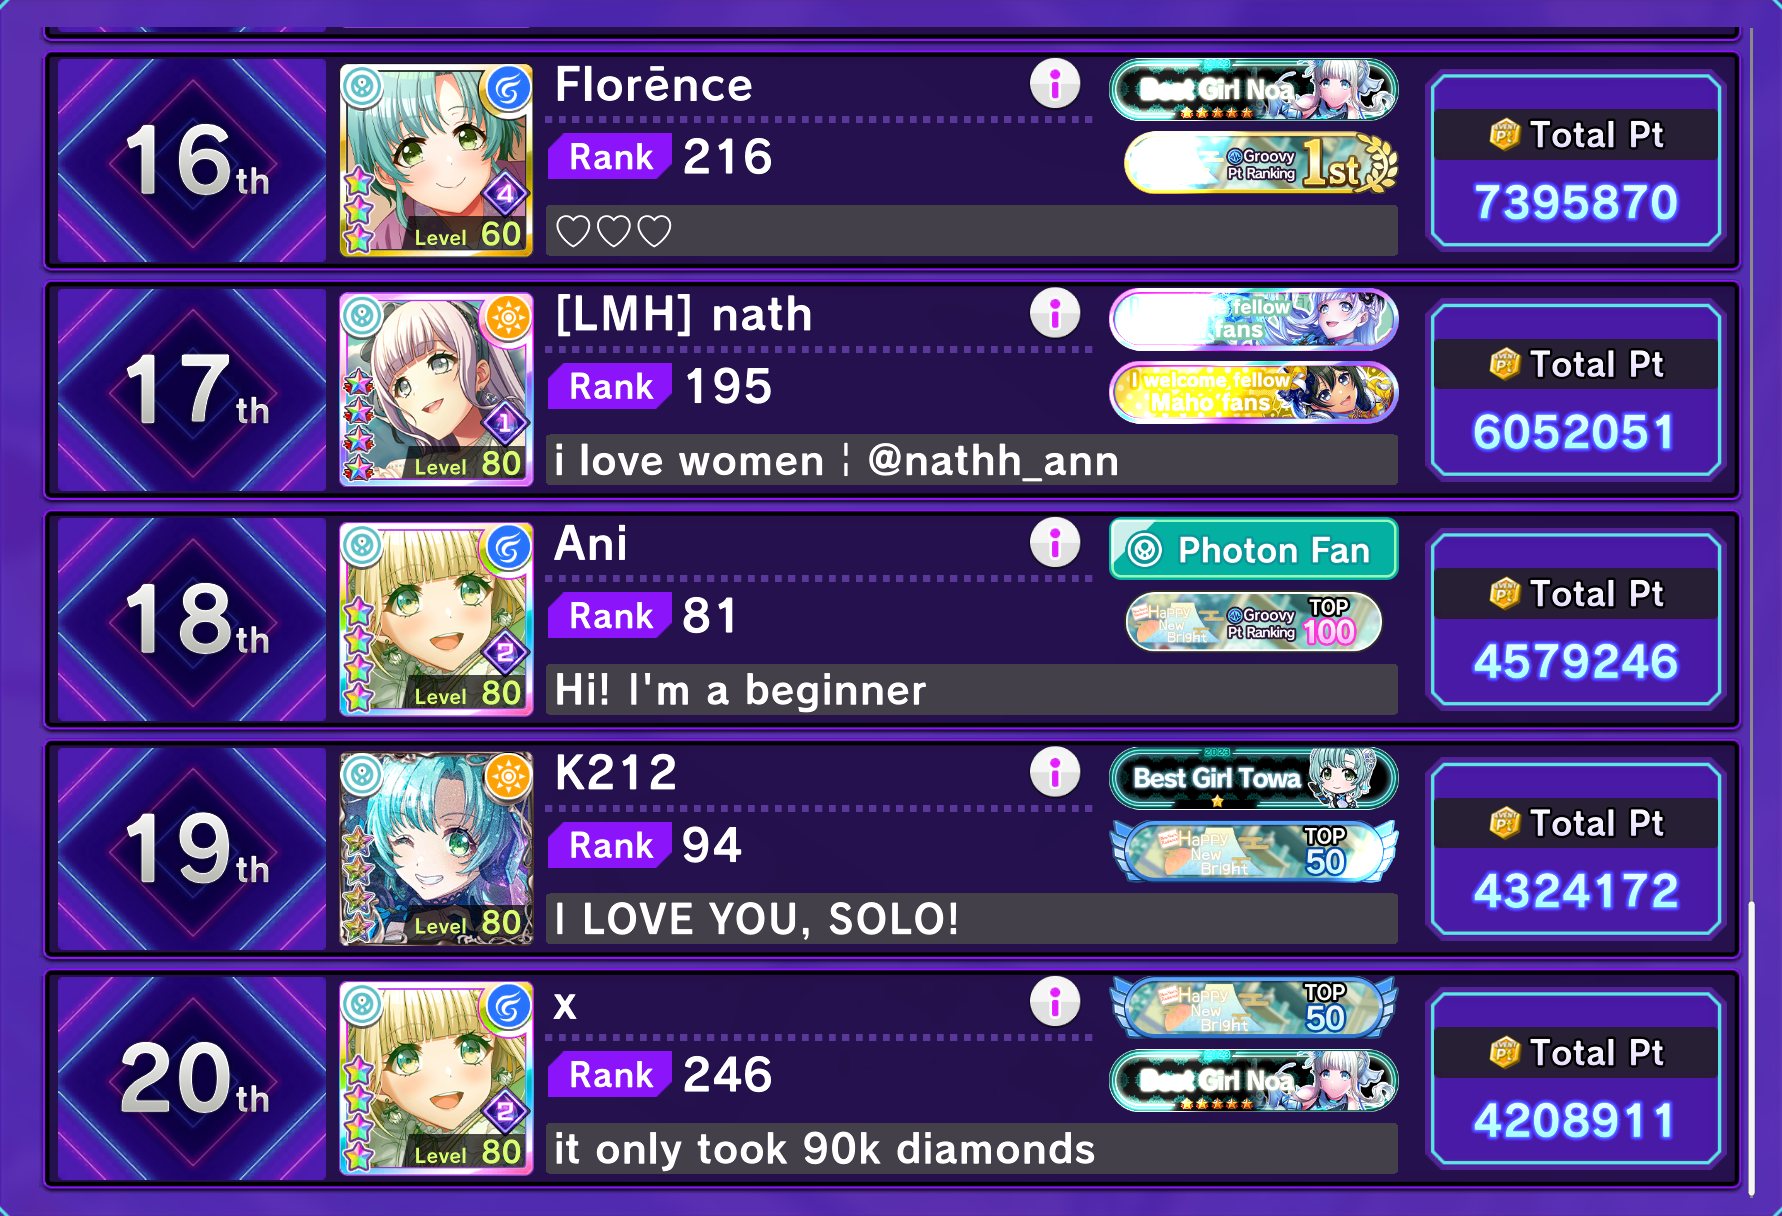 16th
4
Level 60
Florēnce
Rank 216
♡♡♡
Best Girl Noa
Groovy
Pt Ranking
1st
Total Pt
7395870
17th
1
Level 80
[LMH] nath
Rank 195
i love women ¦ @nathh_ann
fellow
fans
I welcome fellow
Maho fans
Total Pt
6052051
18th
2
Level 80
Ani
Rank 81
Hi! I'm a beginner
Photon Fan
Happy
New
Bright
Groovy
Pt Ranking
TOP
100
Total Pt
4579246
19th
Level 80
K212
Rank 94
I LOVE YOU, SOLO!
2023
Best Girl Towa
Happy
New
Bright
TOP
50
Total Pt
4324172
20th
2
Level 80
x
Rank 246
it only took 90k diamonds
Happy
New
Bright
TOP
50
Best Girl Noa
Total Pt
4208911